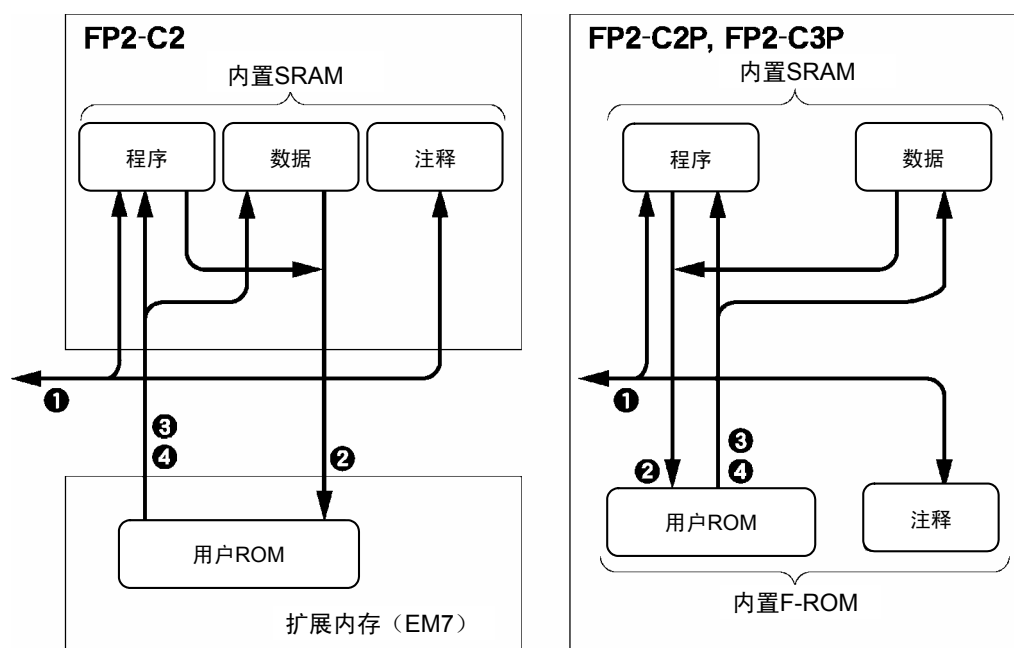 FP2-C2
内置SRAM
程序
数据
注释
❶
❸
❹
❷
用户ROM
扩展内存（EM7）
FP2-C2P, FP2-C3P
内置SRAM
程序
数据
❶
❸
❷
❹
用户ROM
注释
内置F-ROM